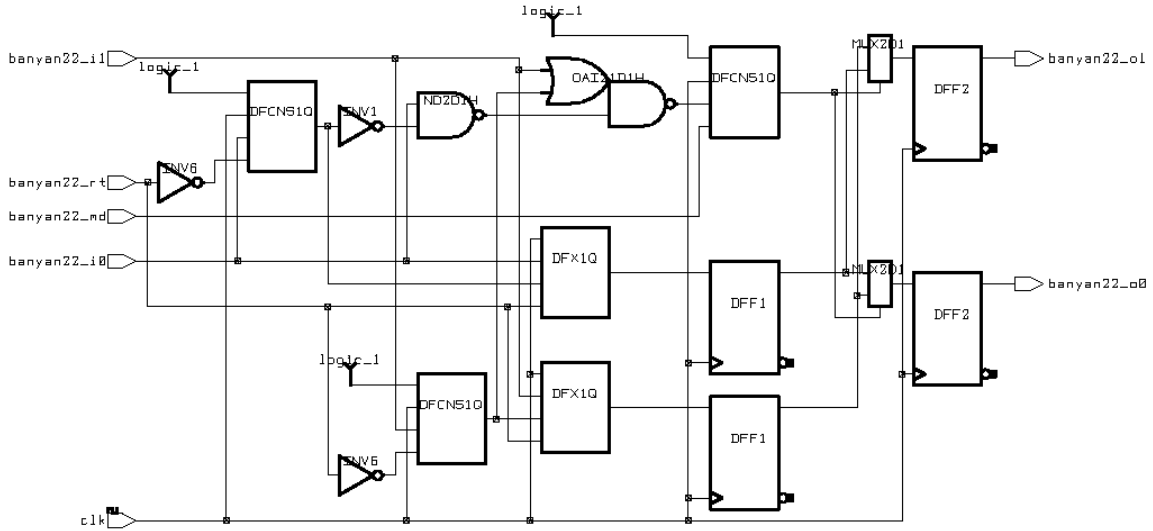 logic_1
banyan22_i1
logic_1
MUX2D1
banyan22_o1
OAI21D1H
DFCN51Q
DFF2
DFCN51Q
INV1
ND2D1H
INV6
banyan22_rt
banyan22_md
banyan22_i0
DFX1Q
MUX2D1
banyan22_o0
DFF1
DFF2
logic_1
DFX1Q
DFCN51Q
DFF1
INV6
clk